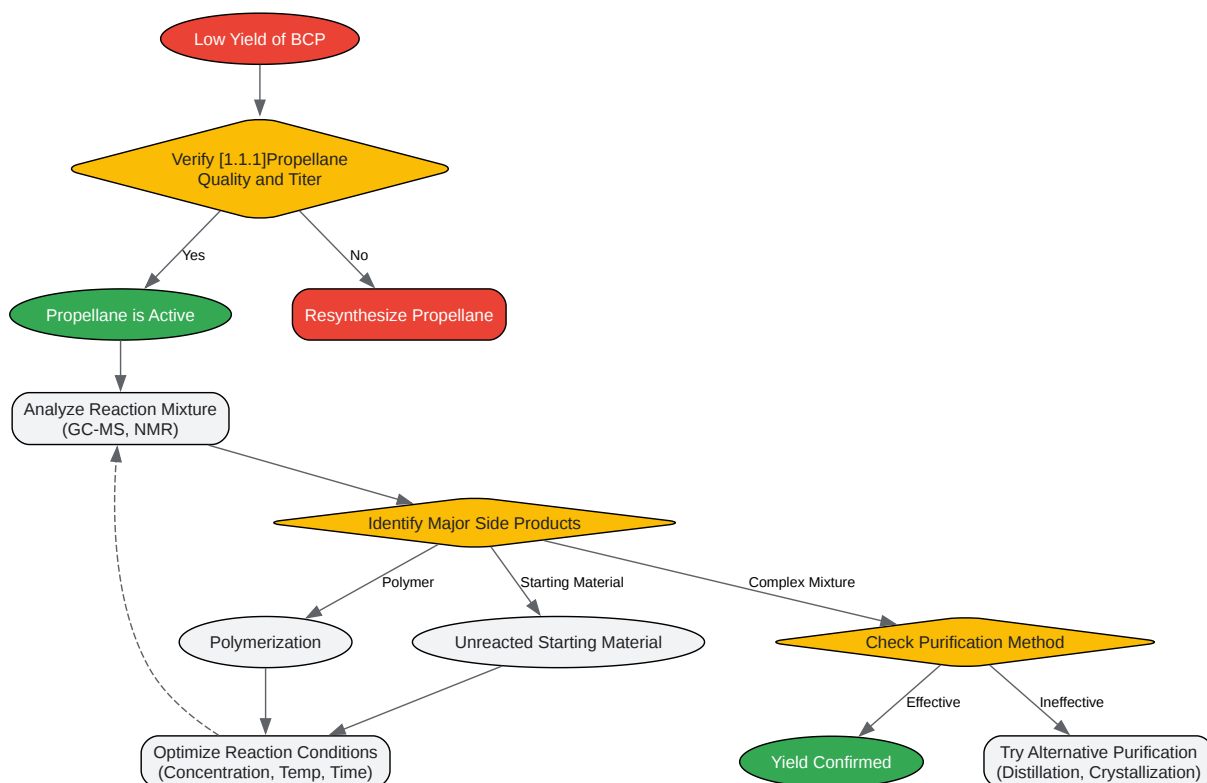 Low Yield of BCP
Verify [1.1.1]Propellane
Quality and Titer
Yes
No
Propellane is Active
Resynthesize Propellane
Analyze Reaction Mixture
(GC-MS, NMR)
Identify Major Side Products
Polymer
Starting Material
Complex Mixture
Polymerization
Unreacted Starting Material
Check Purification Method
Effective
Ineffective
Optimize Reaction Conditions
(Concentration, Temp, Time)
Yield Confirmed
Try Alternative Purification
(Distillation, Crystallization)